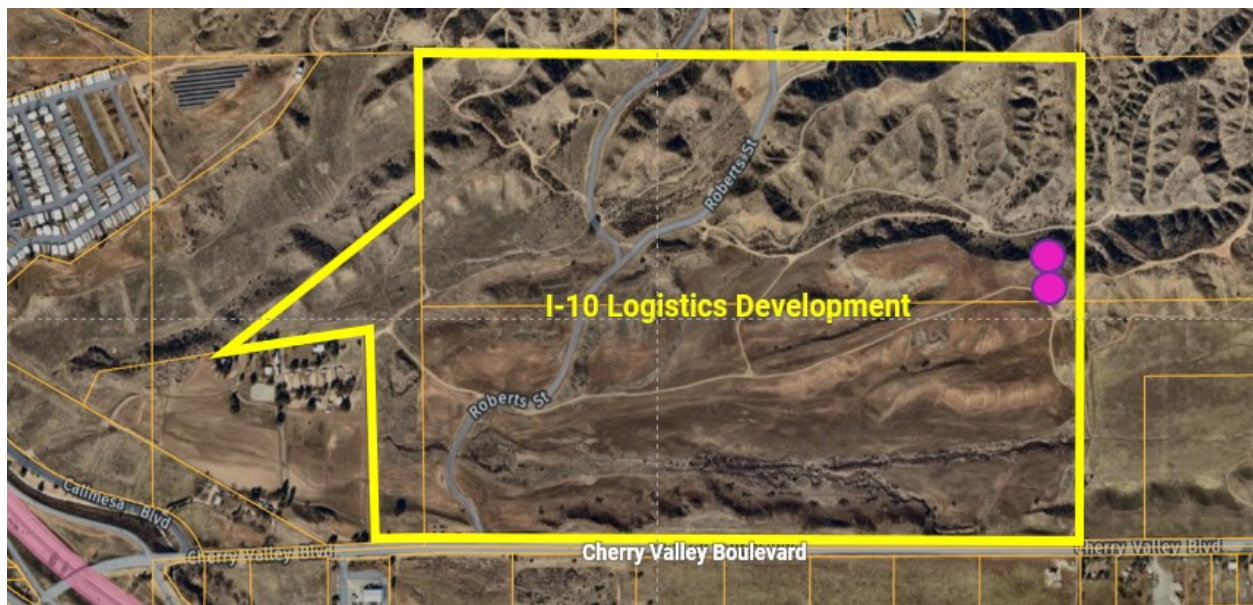 Roberts St
I-10 Logistics Development
Roberts St
Calimesa Blvd
Cherry Valley Blvd
Cherry Valley Boulevard
Cherry Valley Blvd